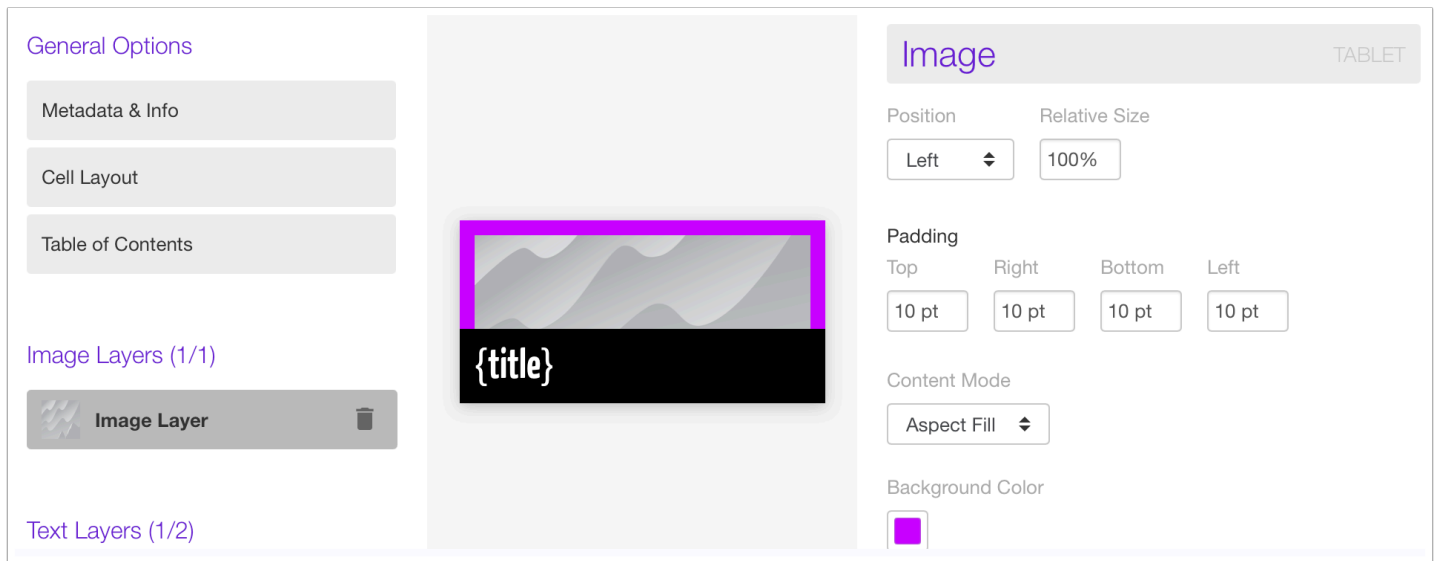 General Options
Metadata & Info
Cell Layout
Table of Contents
Image Layers (1/1)
Image Layer
Text Layers (1/2)
{title}
Image TABLET
Position Relative Size
Left 100%
Padding
Top Right Bottom Left
10 pt 10 pt 10 pt 10 pt
Content Mode
Aspect Fill
Background Color